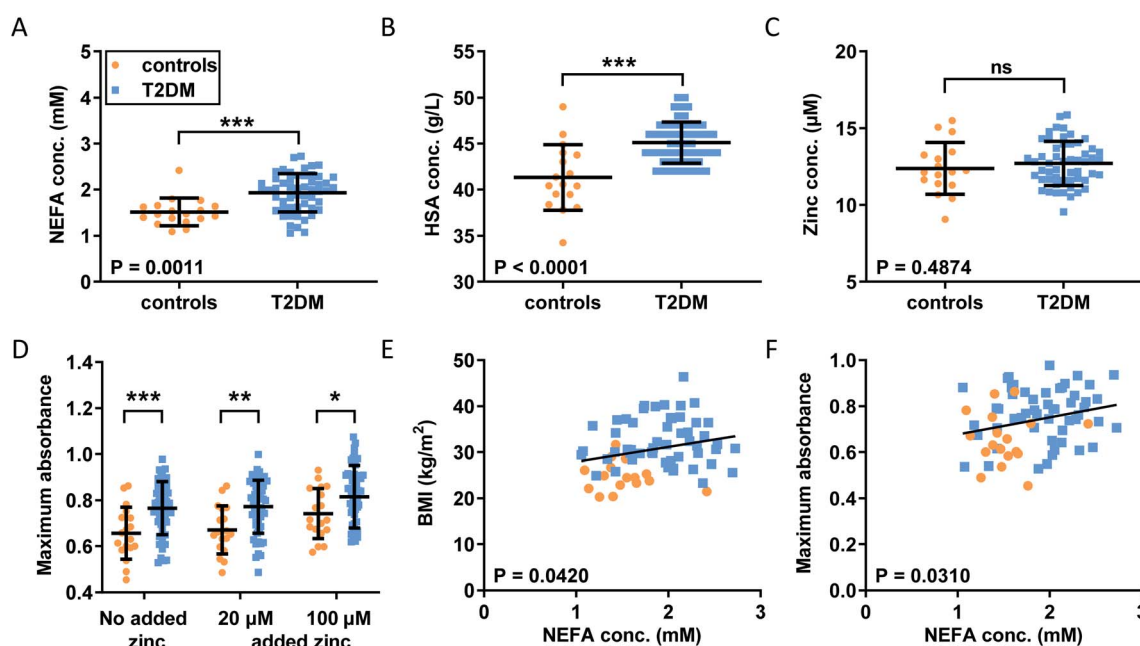 A
NEFA conc. (mM)
5
4
3
2
1
0
controls
T2DM
***
P = 0.0011
controls
T2DM
B
HSA conc. (g/L)
55
50
45
40
35
30
***
P < 0.0001
controls
T2DM
C
Zinc conc. (μM)
20
15
10
5
ns
P = 0.4874
controls
T2DM
D
Maximum absorbance
1.4
1.2
1.0
0.8
0.6
0.4
***
**
*
No added
zinc
20 μM
100 μM
added zinc
E
BMI (kg/m²)
50
40
30
20
10
0
P = 0.0420
0
1
2
3
NEFA conc. (mM)
F
Maximum absorbance
1.0
0.8
0.6
0.4
0.2
0.0
P = 0.0310
0
1
2
3
NEFA conc. (mM)